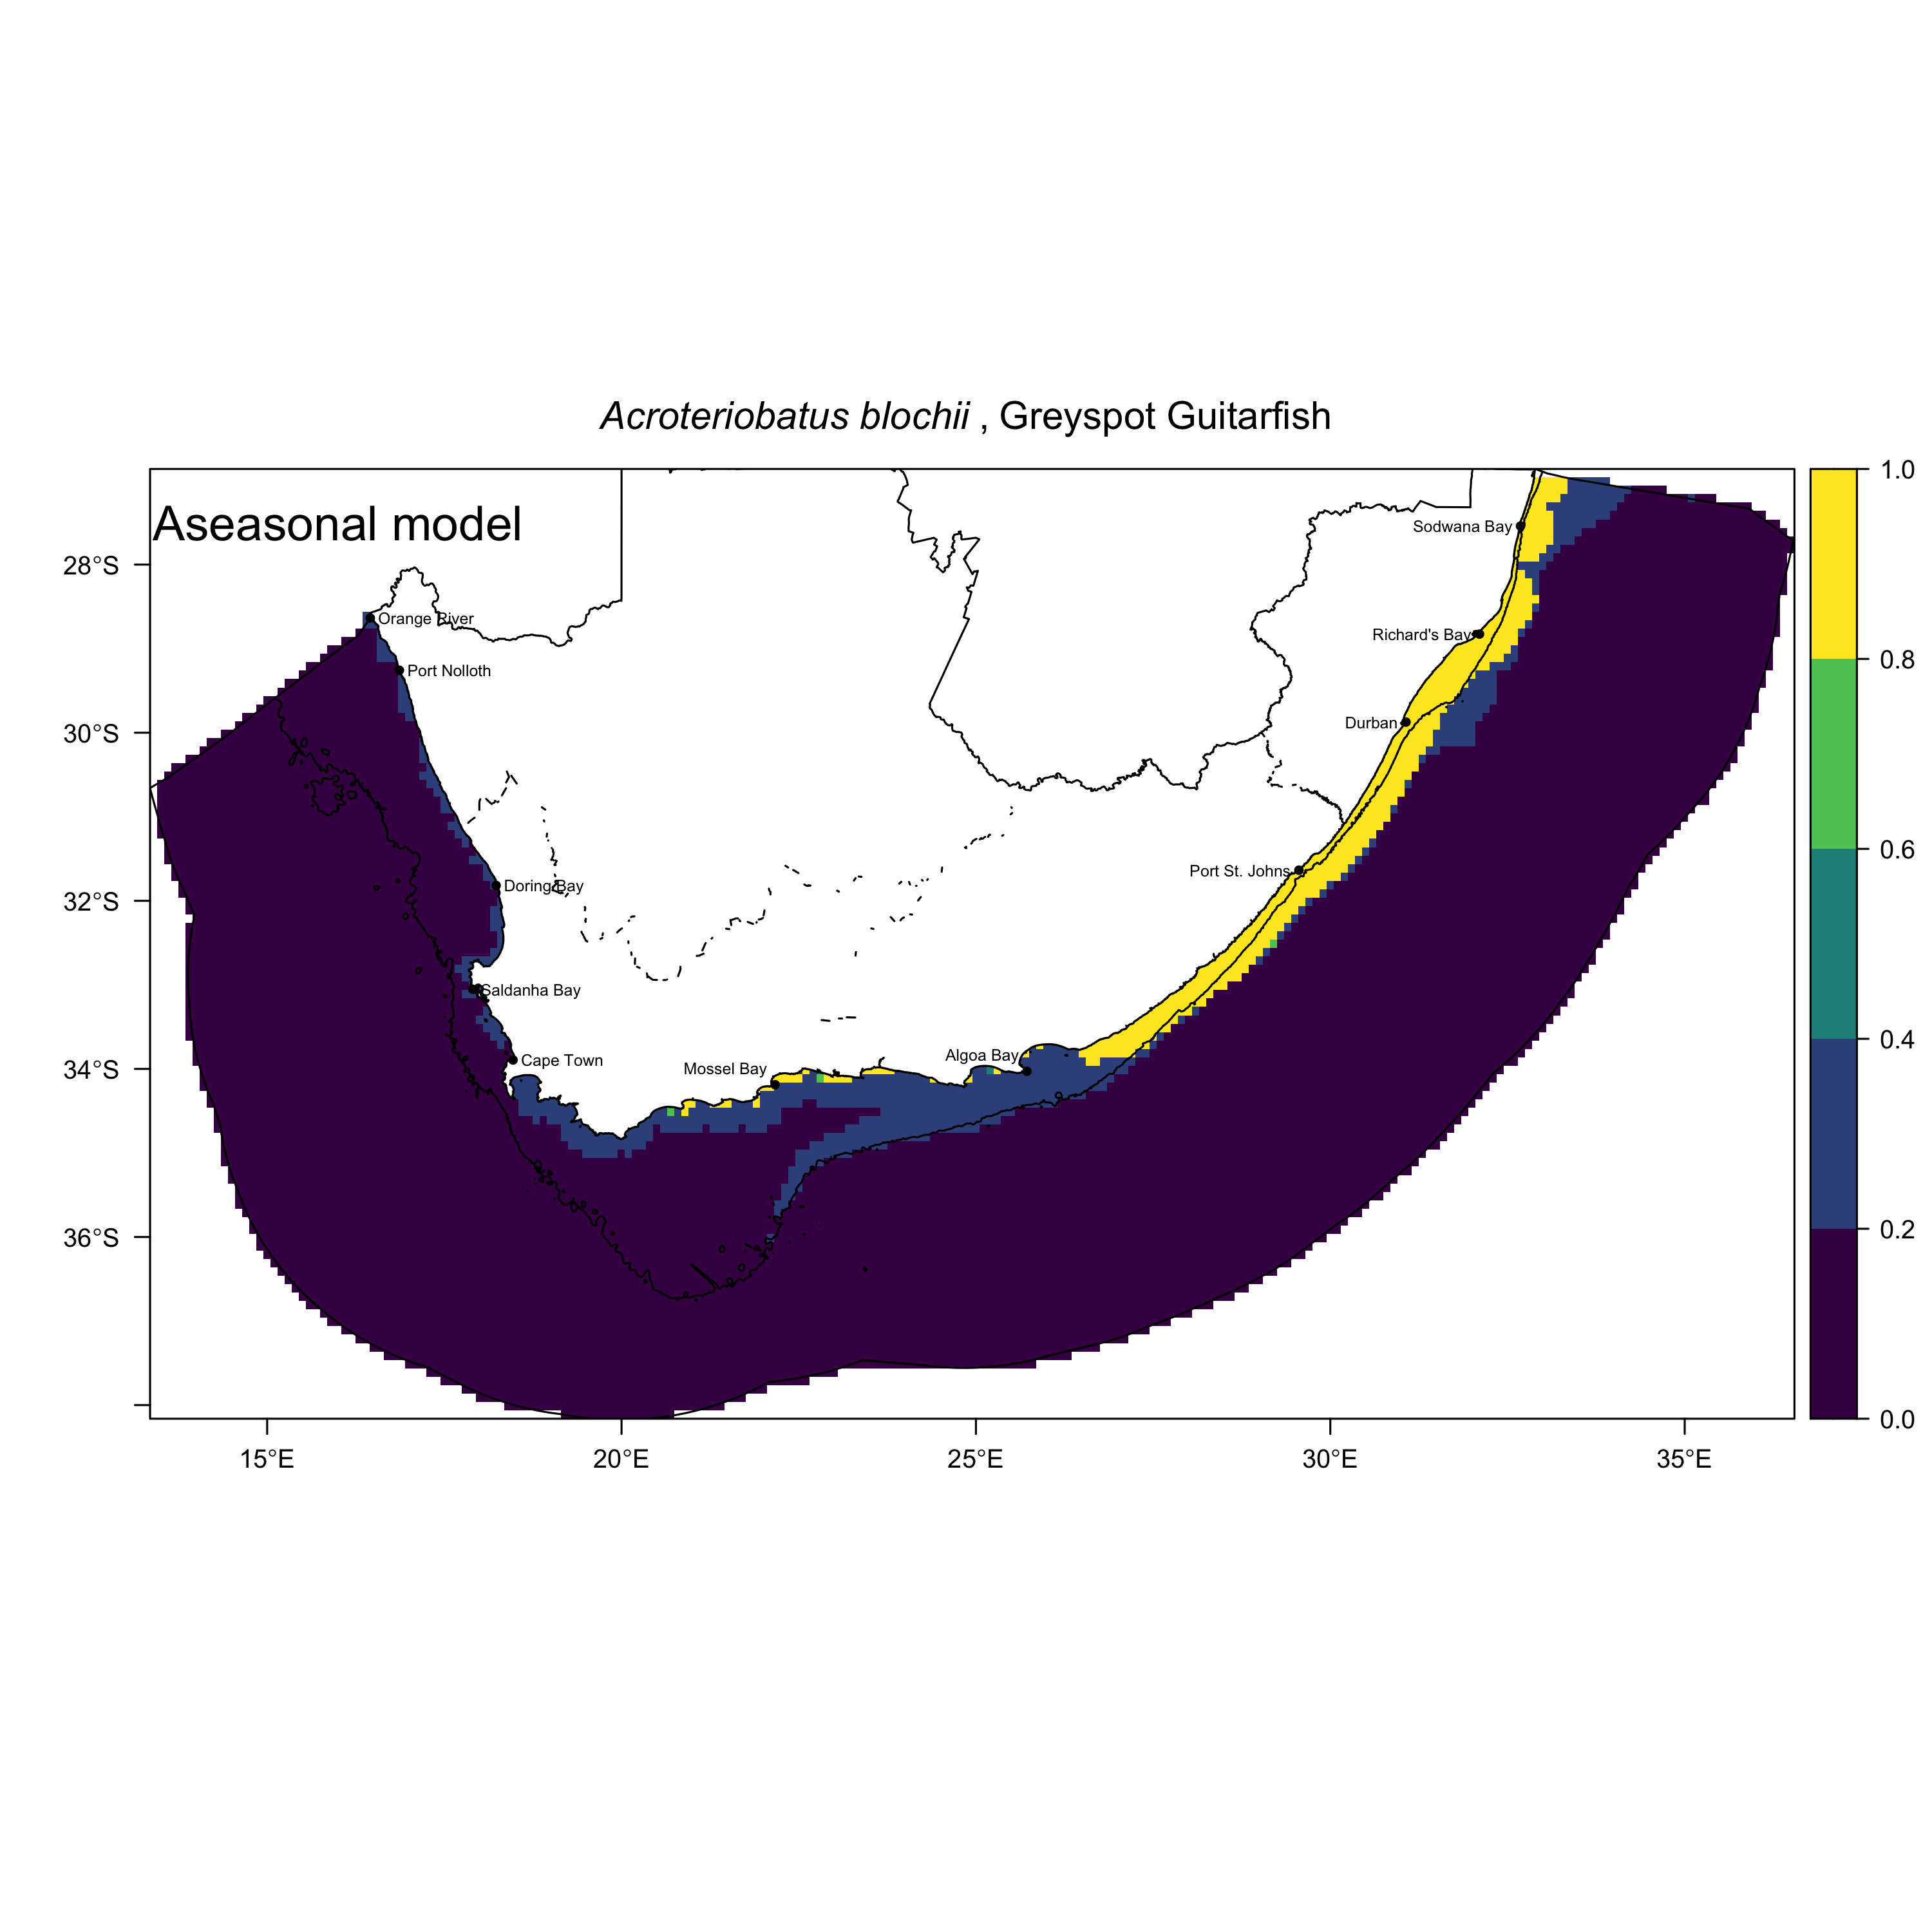 Acroteriobatus blochii , Greyspot Guitarfish
Aseasonal model
1.0
0.8
0.6
0.4
0.2
0.0
28°S
30°S
32°S
34°S
36°S
Sodwana Bay
Orange River
Richard's Bay
Port Nolloth
Durban
Port St. Johns
Doring Bay
Saldanha Bay
Algoa Bay
Cape Town
Mossel Bay
15°E
20°E
25°E
30°E
35°E